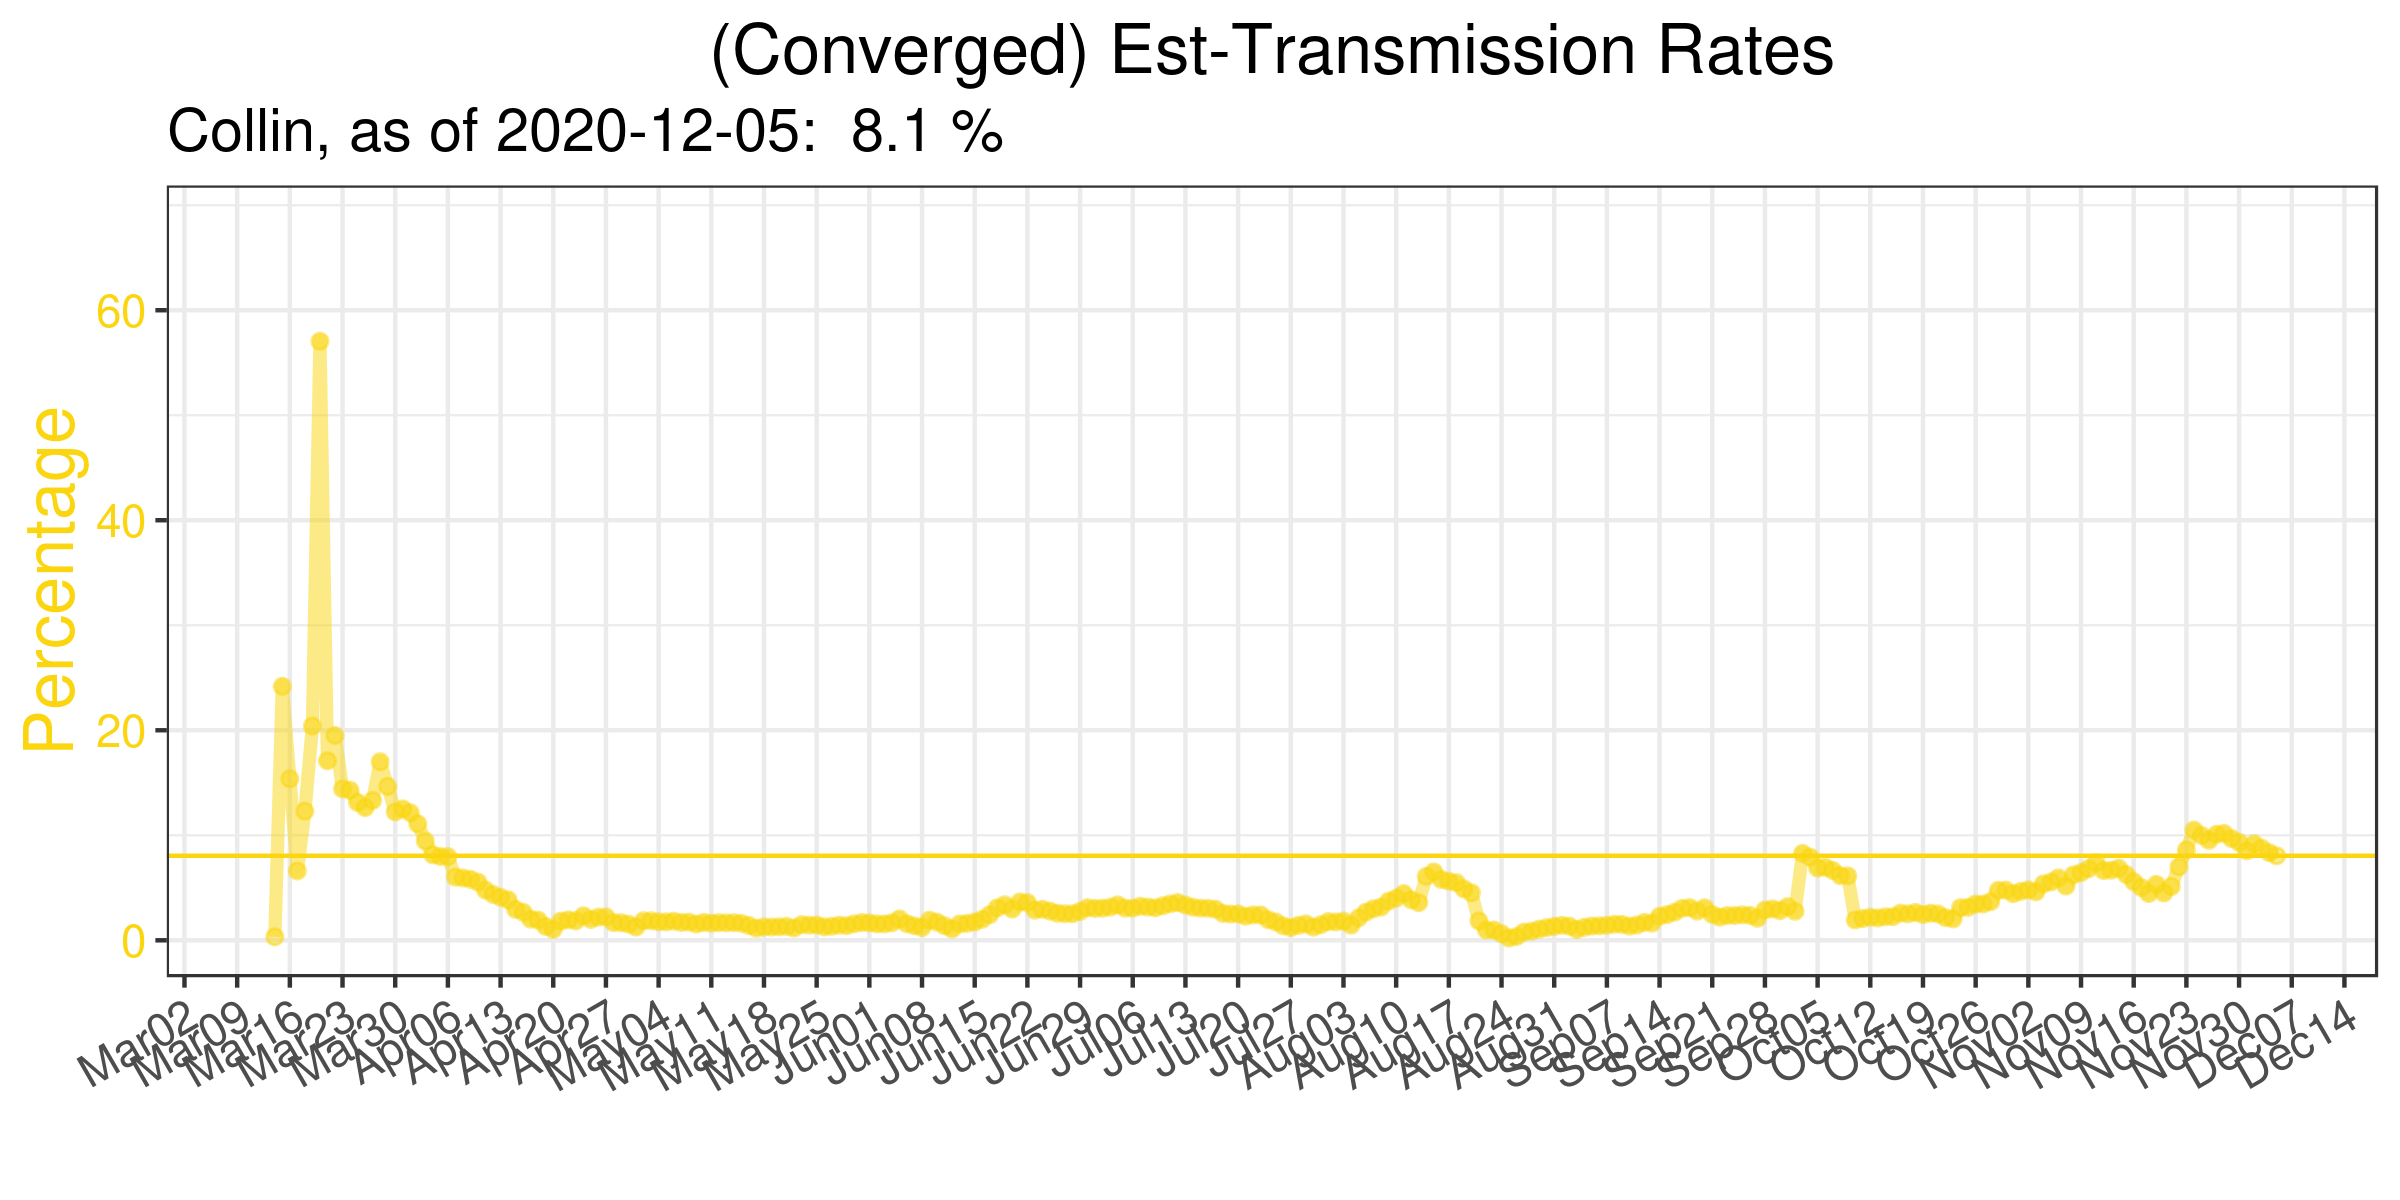 (Converged) Est-Transmission Rates
Collin, as of 2020-12-05:  8.1 %
Percentage
60
40
20
0
Mar02
Mar09
Mar16
Mar23
Mar30
Apr06
Apr13
Apr20
Apr27
May04
May11
May18
May25
Jun01
Jun08
Jun15
Jun22
Jun29
Jul06
Jul13
Jul20
Jul27
Aug03
Aug10
Aug17
Aug24
Aug31
Sep07
Sep14
Sep21
Sep28
Oct05
Oct12
Oct19
Oct26
Nov02
Nov09
Nov16
Nov23
Nov30
Dec07
Dec14